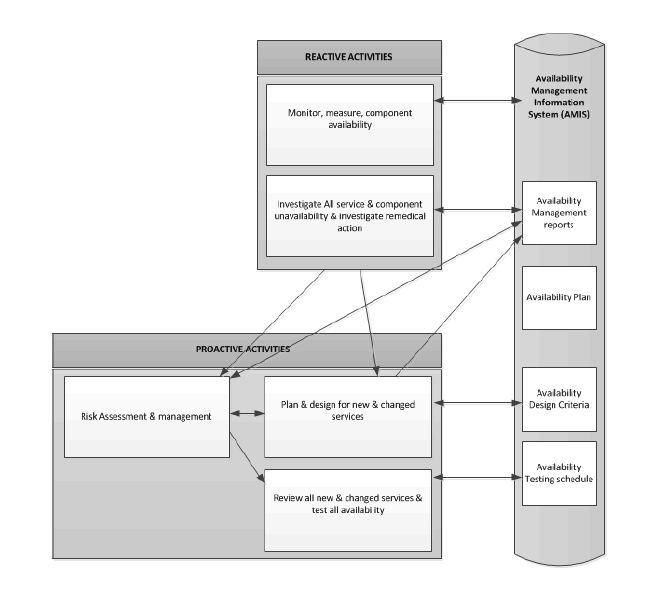 REACTIVE ACTIVITIES
Monitor, measure, component
availability
Investigate All service & component
unavailability & investigate remedical
action
Availability
Management
Information
System (AMIS)
Availability
Management
reports
Availability Plan
PROACTIVE ACTIVITIES
Risk Assessment & management
Plan & design for new & changed
services
Availability
Design Criteria
Review all new & changed services &
test all availability
Availability
Testing schedule